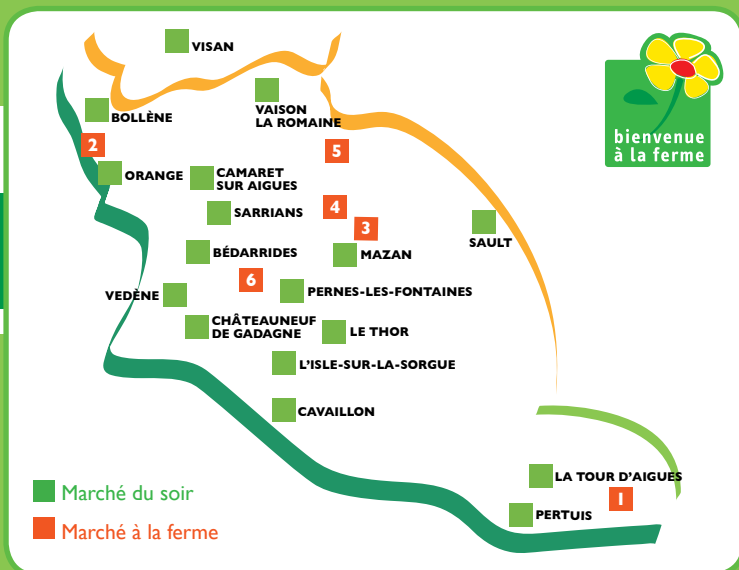 VISAN
BOLLÈNE
VAISON
LA ROMAINE
bienvenue
à la ferme
2
5
ORANGE
CAMARET
SUR AIGUES
4
SARRIANS
3
SAULT
BÉDARRIDES
MAZAN
6
VEDÈNE
PERNES-LES-FONTAINES
CHÂTEAUNEUF
DE GADAGNE
LE THOR
L'ISLE-SUR-LA-SORGUE
CAVAILLON
LA TOUR D'AIGUES
1
PERTUIS
Marché du soir
Marché à la ferme